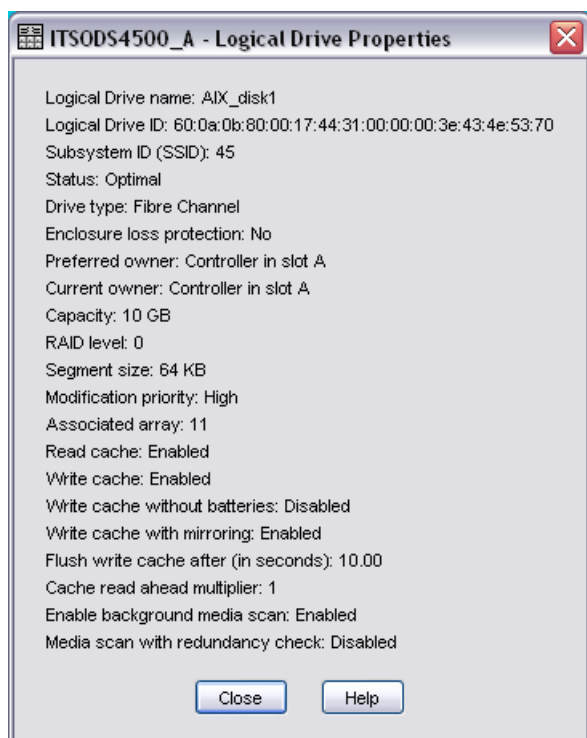 ITSODS4500_A - Logical Drive Properties
Logical Drive name: AIX_disk1
Logical Drive ID: 60:0a:0b:80:00:17:44:31:00:00:00:3e:43:4e:53:70
Subsystem ID (SSID): 45
Status: Optimal
Drive type: Fibre Channel
Enclosure loss protection: No
Preferred owner: Controller in slot A
Current owner: Controller in slot A
Capacity: 10 GB
RAID level: 0
Segment size: 64 KB
Modification priority: High
Associated array: 11
Read cache: Enabled
Write cache: Enabled
Write cache without batteries: Disabled
Write cache with mirroring: Enabled
Flush write cache after (in seconds): 10.00
Cache read ahead multiplier: 1
Enable background media scan: Enabled
Media scan with redundancy check: Disabled
Close Help